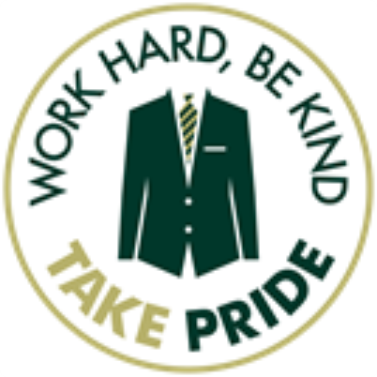 WORK HARD, BE KIND
TAKE PRIDE